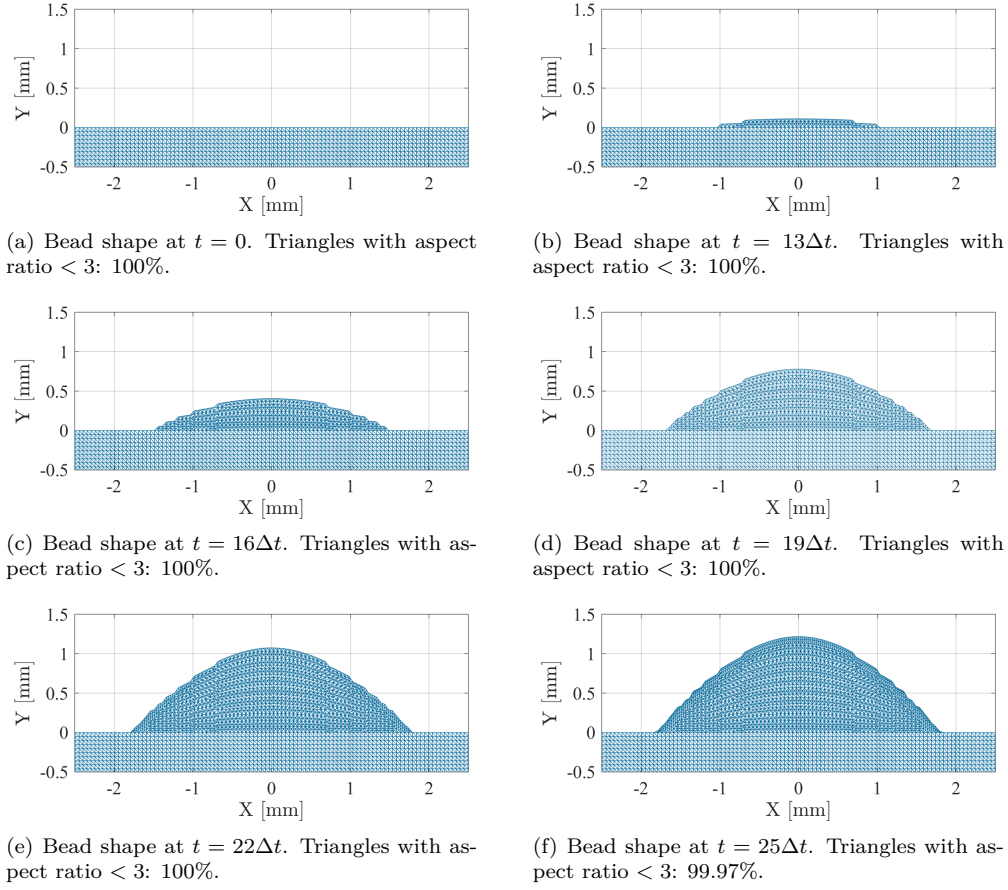 1.5
1
0.5
0
-0.5
Y [mm]
-2 -1 0 1 2
X [mm]
(a) Bead shape at t = 0. Triangles with aspect
ratio < 3: 100%.
1.5
1
0.5
0
-0.5
Y [mm]
-2 -1 0 1 2
X [mm]
(b) Bead shape at t = 13Δt. Triangles with
aspect ratio < 3: 100%.
1.5
1
0.5
0
-0.5
Y [mm]
-2 -1 0 1 2
X [mm]
(c) Bead shape at t = 16Δt. Triangles with as-
pect ratio < 3: 100%.
1.5
1
0.5
0
-0.5
Y [mm]
-2 -1 0 1 2
X [mm]
(d) Bead shape at t = 19Δt. Triangles with
aspect ratio < 3: 100%.
1.5
1
0.5
0
-0.5
Y [mm]
-2 -1 0 1 2
X [mm]
(e) Bead shape at t = 22Δt. Triangles with as-
pect ratio < 3: 100%.
1.5
1
0.5
0
-0.5
Y [mm]
-2 -1 0 1 2
X [mm]
(f) Bead shape at t = 25Δt. Triangles with as-
pect ratio < 3: 99.97%.